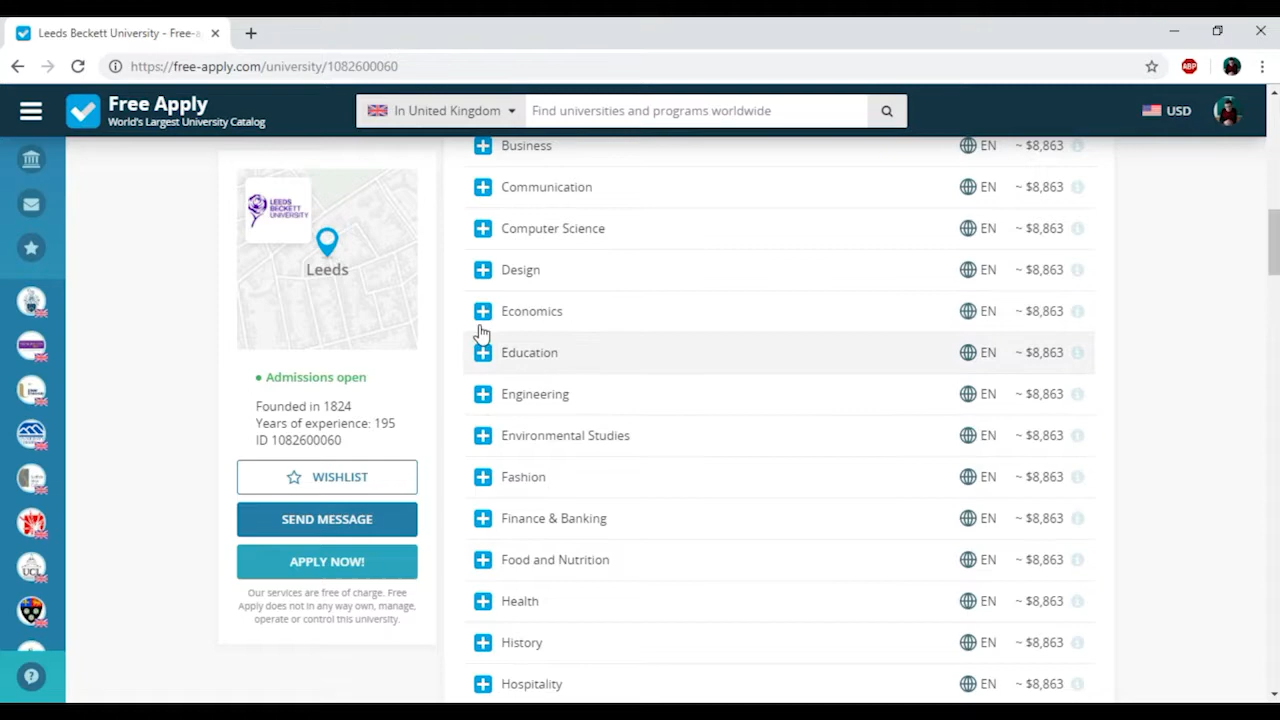 Leeds Beckett University - Free-a
https://free-apply.com/university/1082600060
ABP
Free Apply
World's Largest University Catalog
In United Kingdom
Find universities and programs worldwide
USD
LEEDS
BECKETT
UNIVERSITY
Leeds
• Admissions open
Founded in 1824
Years of experience: 195
ID 1082600060
WISHLIST
SEND MESSAGE
APPLY NOW!
Our services are free of charge. Free
Apply does not in any way own, manage,
operate or control this university.
Business EN ~ $8,863
Communication EN ~ $8,863
Computer Science EN ~ $8,863
Design EN ~ $8,863
Economics EN ~ $8,863
Education EN ~ $8,863
Engineering EN ~ $8,863
Environmental Studies EN ~ $8,863
Fashion EN ~ $8,863
Finance & Banking EN ~ $8,863
Food and Nutrition EN ~ $8,863
Health EN ~ $8,863
History EN ~ $8,863
Hospitality EN ~ $8,863
UCL